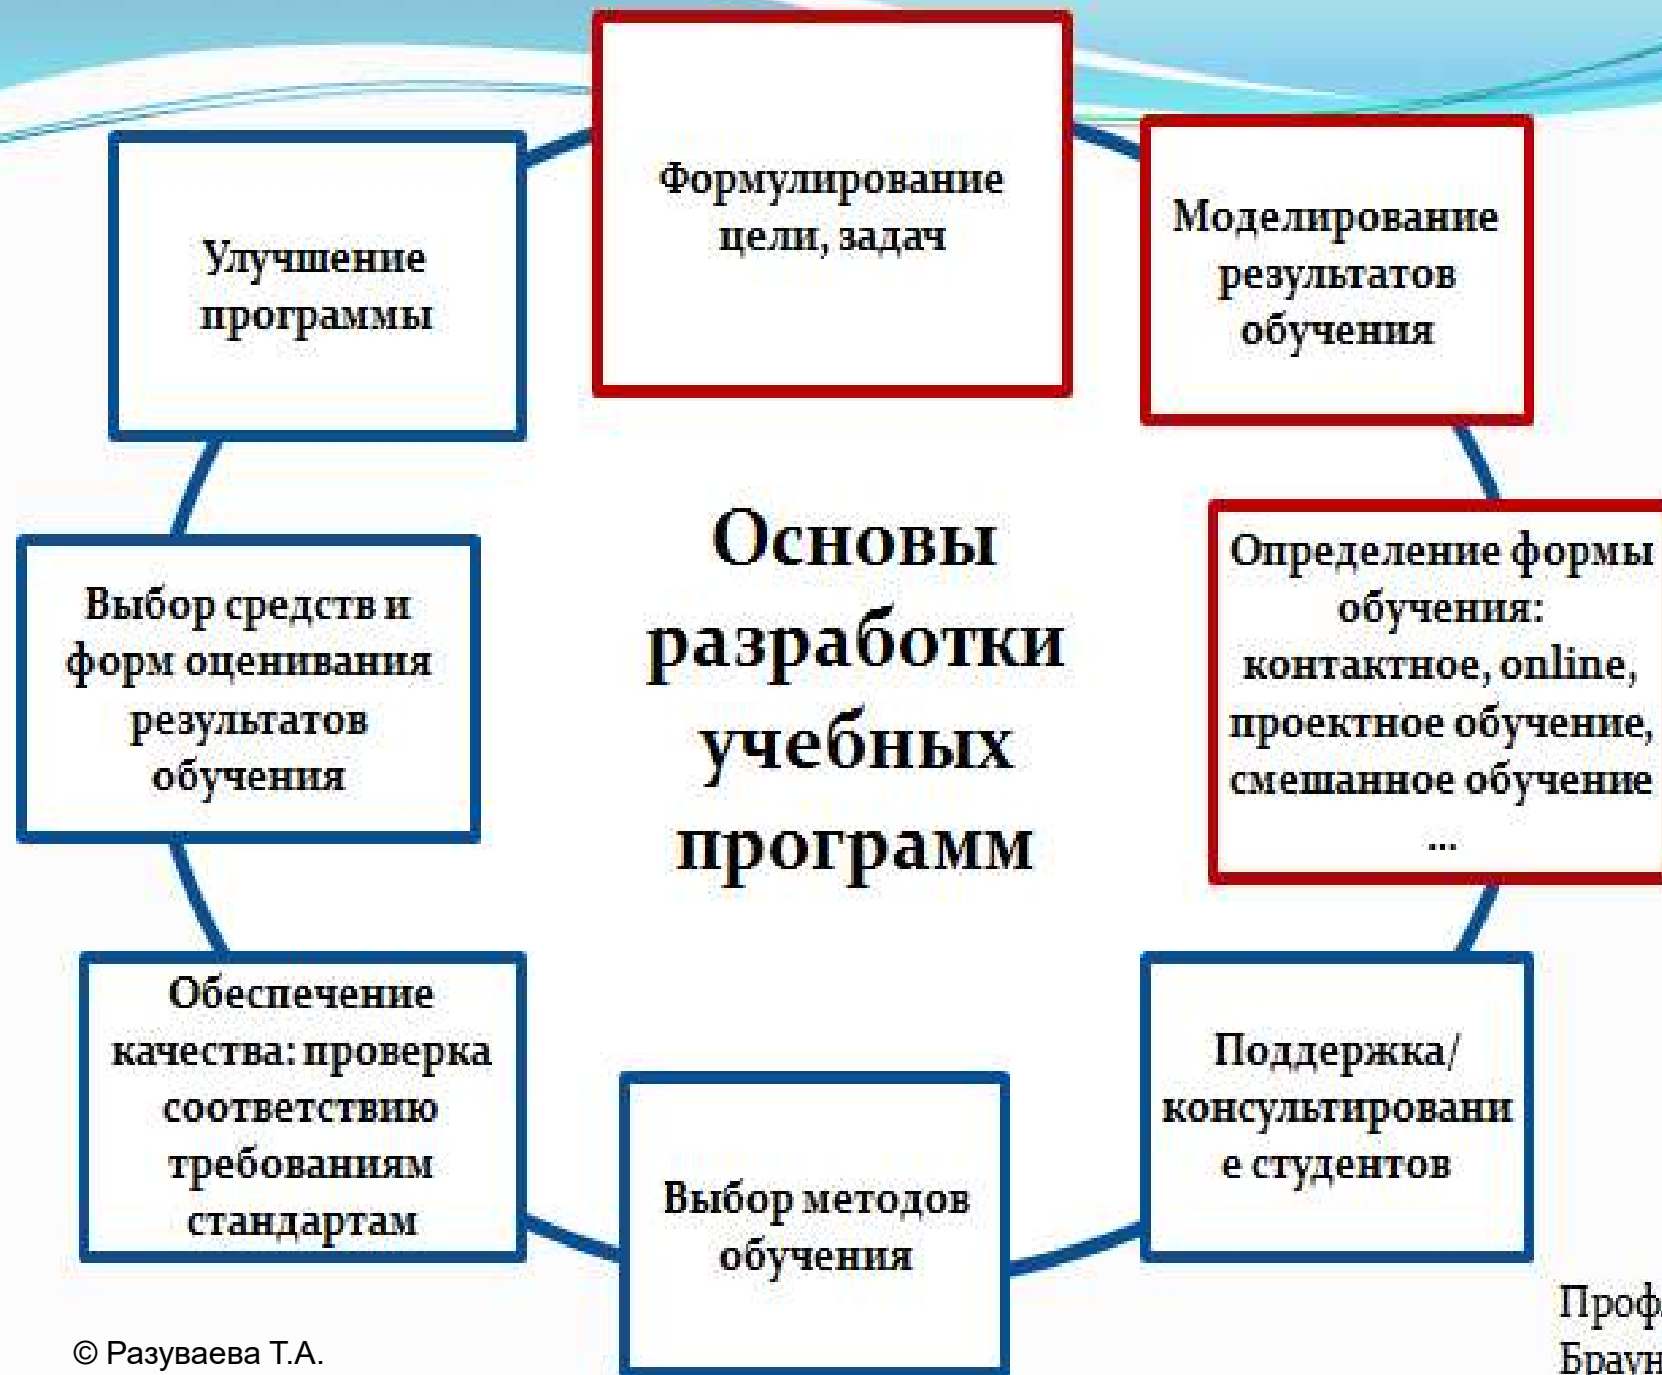 Формулирование
цели, задач
Моделирование
результатов
обучения
Определение формы
обучения:
контактное, online,
проектное обучение,
смешанное обучение
...
Поддержка/
консультировани
е студентов
Выбор методов
обучения
Обеспечение
качества: проверка
соответствию
требованиям
стандартам
Выбор средств и
форм оценивания
результатов
обучения
Улучшение
программы
Основы
разработки
учебных
программ
© Разуваева Т.А.
Проф
Браун